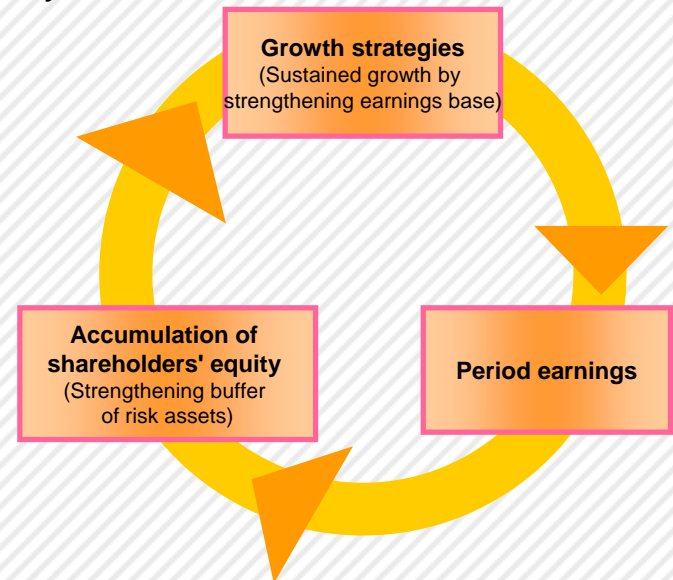 Growth strategies
(Sustained growth by
strengthening earnings base)
Accumulation of
shareholders' equity
(Strengthening buffer
of risk assets)
Period earnings